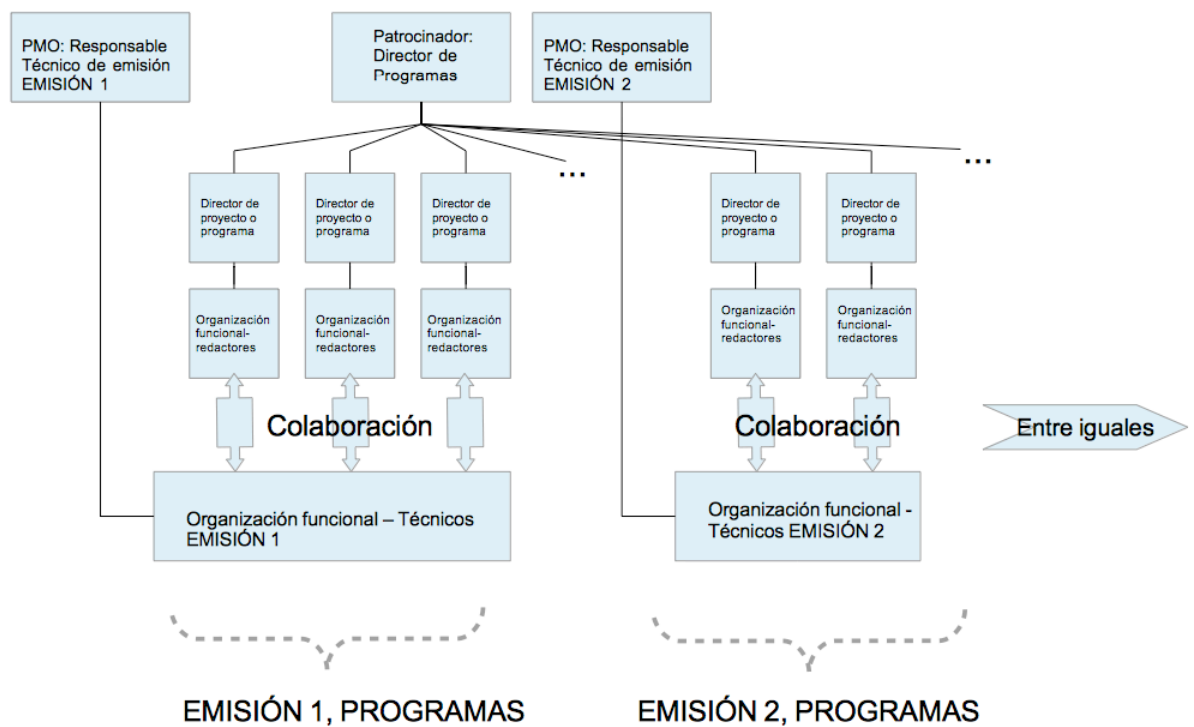 PMO: Responsable
Técnico de emisión
EMISIÓN 1
Patrocinador:
Director de
Programas
PMO: Responsable
Técnico de emisión
EMISIÓN 2
...
...
Director de
proyecto o
programa
Director de
proyecto o
programa
Director de
proyecto o
programa
Director de
proyecto o
programa
Director de
proyecto o
programa
Organización
funcional-
redactores
Organización
funcional-
redactores
Organización
funcional-
redactores
Organización
funcional-
redactores
Organización
funcional-
redactores
Colaboración
Colaboración
Entre iguales
Organización funcional – Técnicos
EMISIÓN 1
Organización funcional -
Técnicos EMISIÓN 2
EMISIÓN 1, PROGRAMAS
EMISIÓN 2, PROGRAMAS